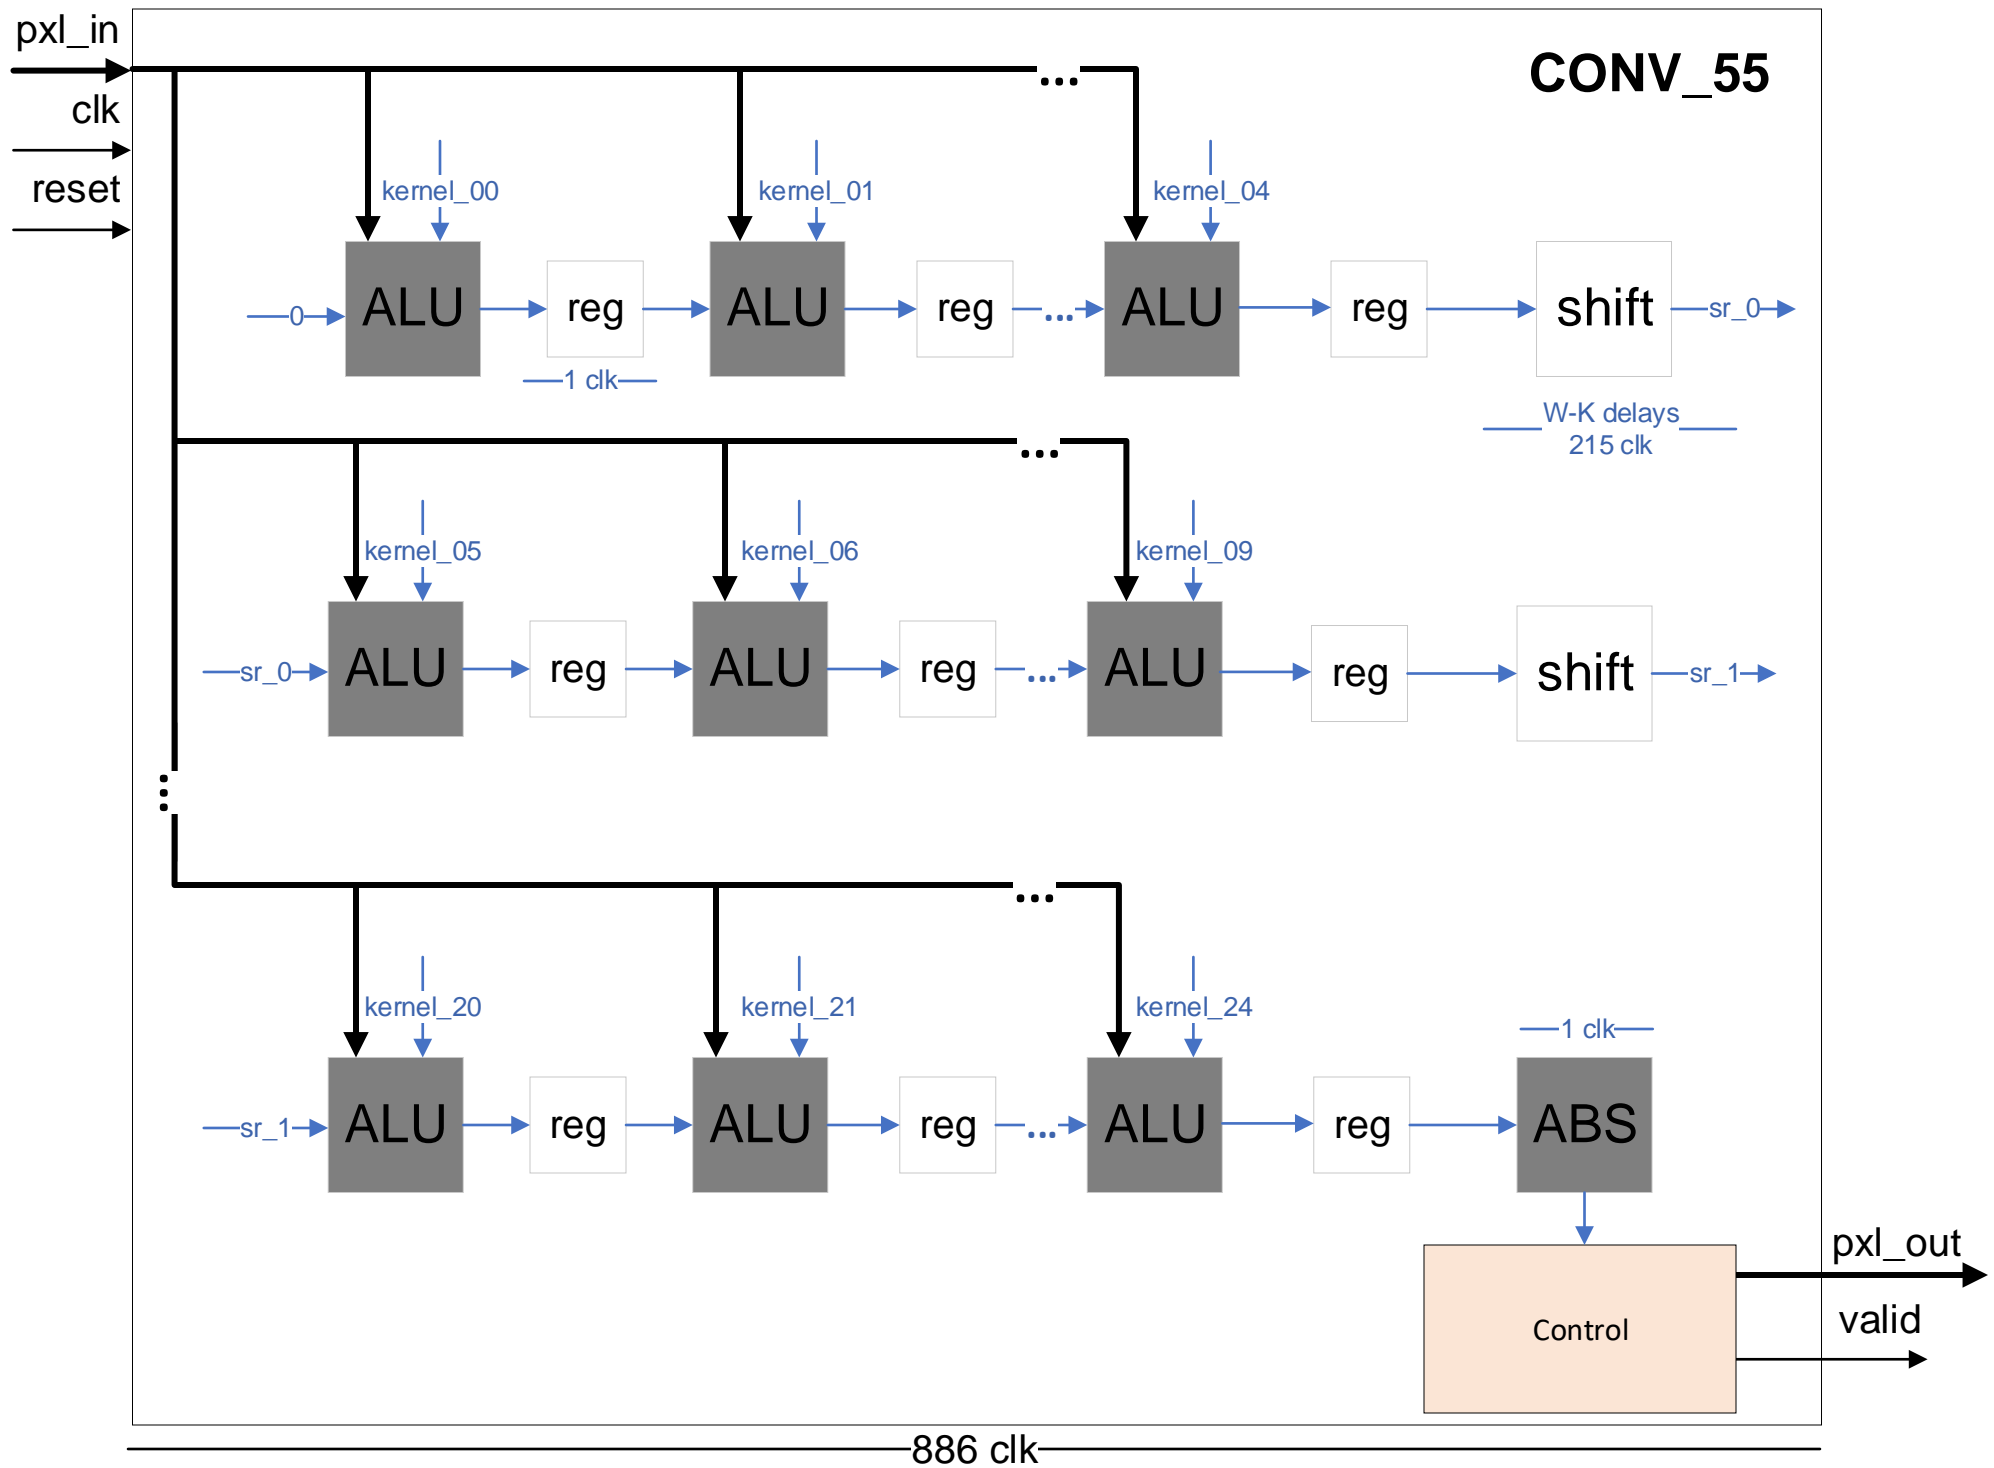 pxl_in
CONV_55
clk
reset
...
kernel_00
kernel_01
kernel_04
0
ALU
reg
ALU
reg
...
ALU
reg
shift
sr_0
1 clk
W-K delays
215 clk
...
kernel_05
kernel_06
kernel_09
sr_0
ALU
reg
ALU
reg
...
ALU
reg
shift
sr_1
...
...
kernel_20
kernel_21
kernel_24
1 clk
sr_1
ALU
reg
ALU
reg
...
ALU
reg
ABS
pxl_out
Control
valid
886 clk